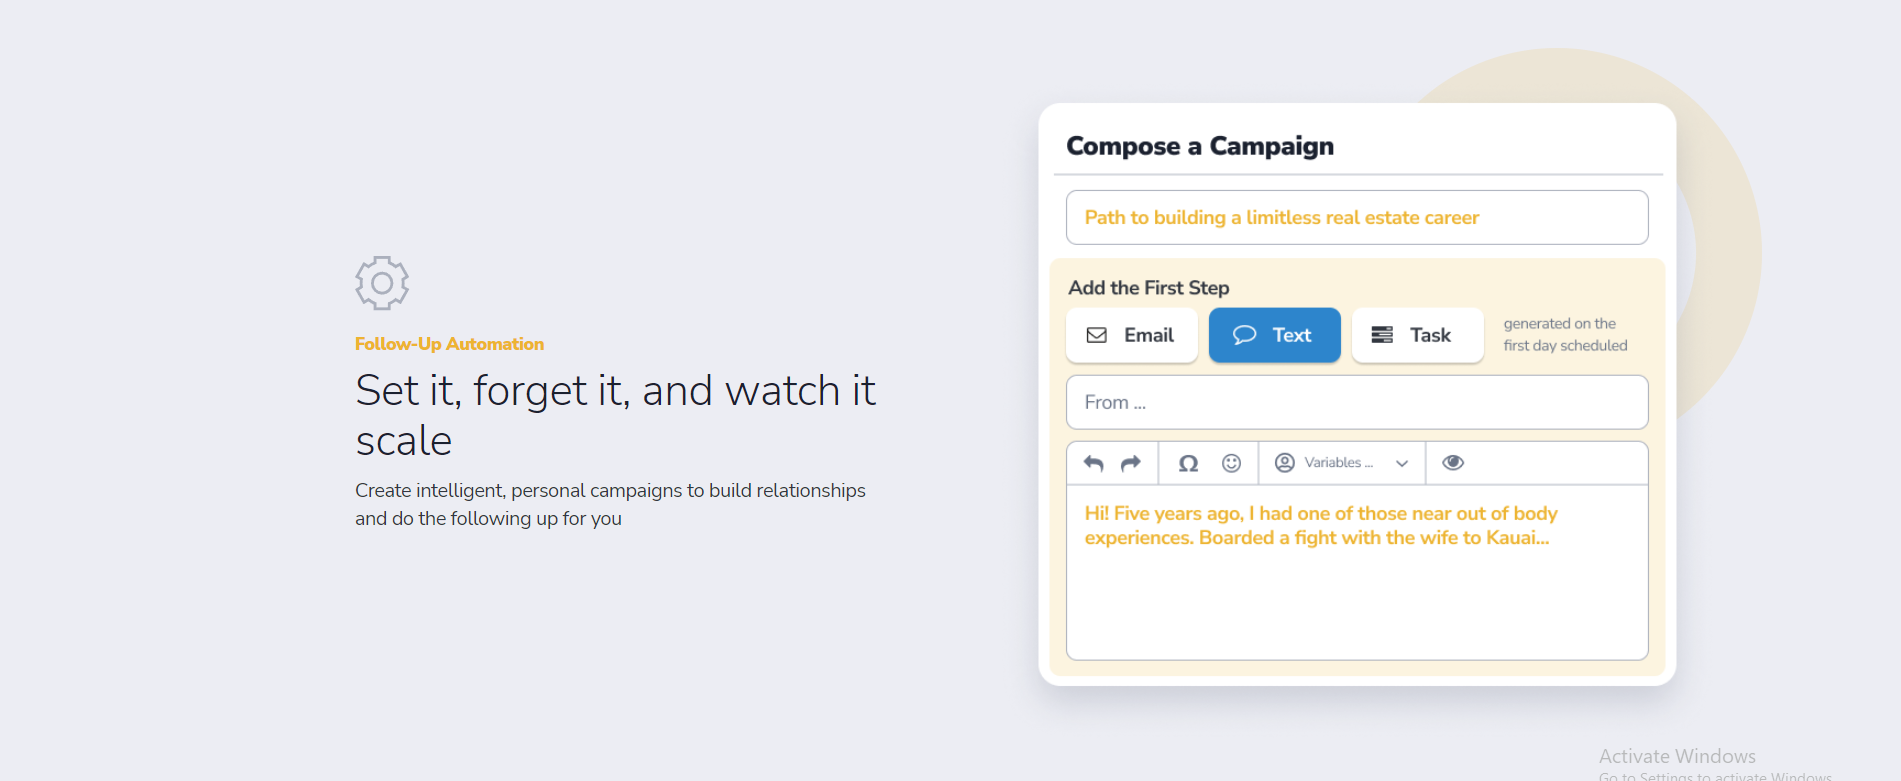 Follow-Up Automation
Set it, forget it, and watch it
scale
Create intelligent, personal campaigns to build relationships
and do the following up for you
Compose a Campaign
Path to building a limitless real estate career
Add the First Step
Email
Text
Task
generated on the
first day scheduled
From ...
Variables ...
Hi! Five years ago, I had one of those near out of body
experiences. Boarded a fight with the wife to Kauai...
Activate Windows
Go to Settings to activate Windows.